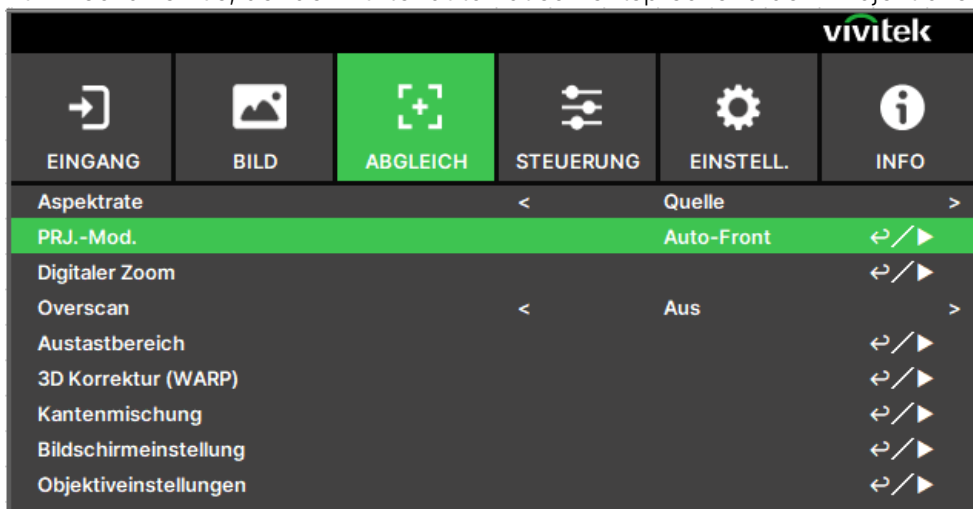 vivitek
EINGANG BILD ABGLEICH STEUERUNG EINSTELL. INFO
Aspektrate < Quelle >
PRJ.-Mod. Auto-Front ↩/▶
Digitaler Zoom ↩/▶
Overscan < Aus >
Austastbereich ↩/▶
3D Korrektur (WARP) ↩/▶
Kantenmischung ↩/▶
Bildschirmeinstellung ↩/▶
Objektiveinstellungen ↩/▶